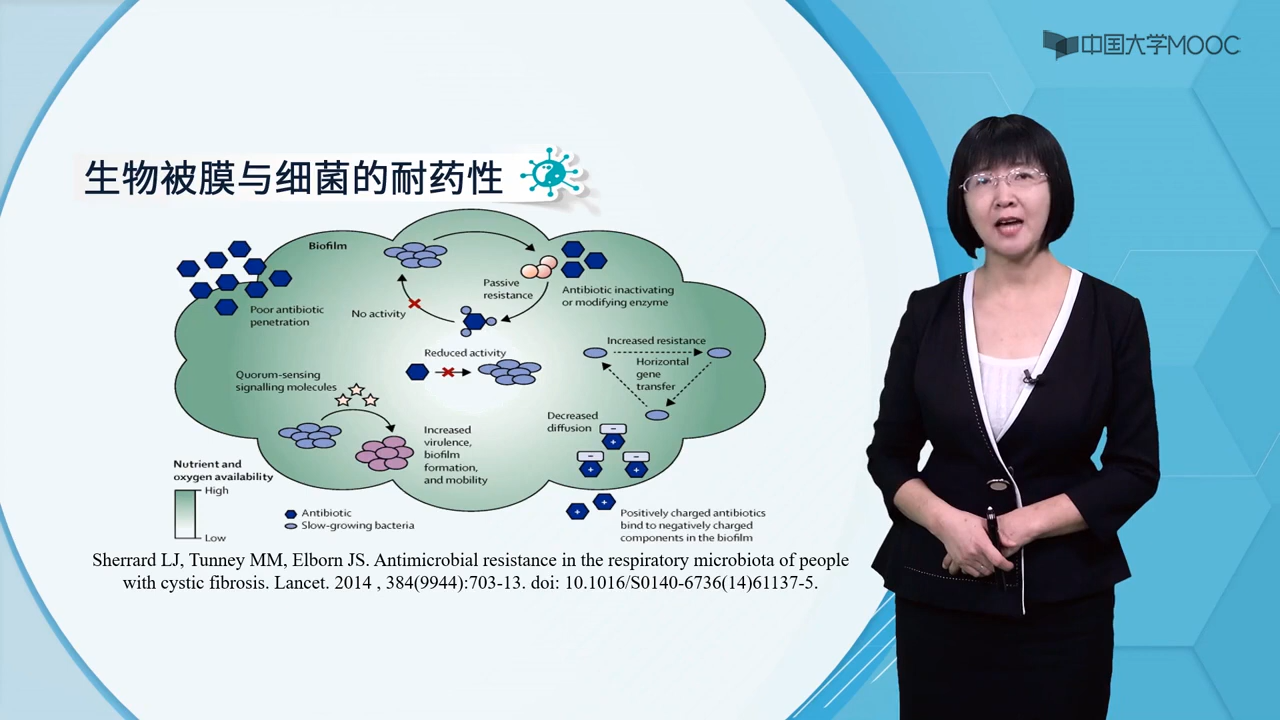 中国大学MOOC
生物被膜与细菌的耐药性
Biofilm
Poor antibiotic
penetration
No activity
Passive
resistance
Antibiotic inactivating
or modifying enzyme
Reduced activity
Increased resistance
Horizontal
gene
transfer
Quorum-sensing
signalling molecules
Increased
virulence,
biofilm
formation,
and mobility
Decreased
diffusion
Nutrient and
oxygen availability
High
Low
Antibiotic
Slow-growing bacteria
Positively charged antibiotics
bind to negatively charged
components in the biofilm
Sherrard LJ, Tunney MM, Elborn JS. Antimicrobial resistance in the respiratory microbiota of people
with cystic fibrosis. Lancet. 2014 , 384(9944):703-13. doi: 10.1016/S0140-6736(14)61137-5.